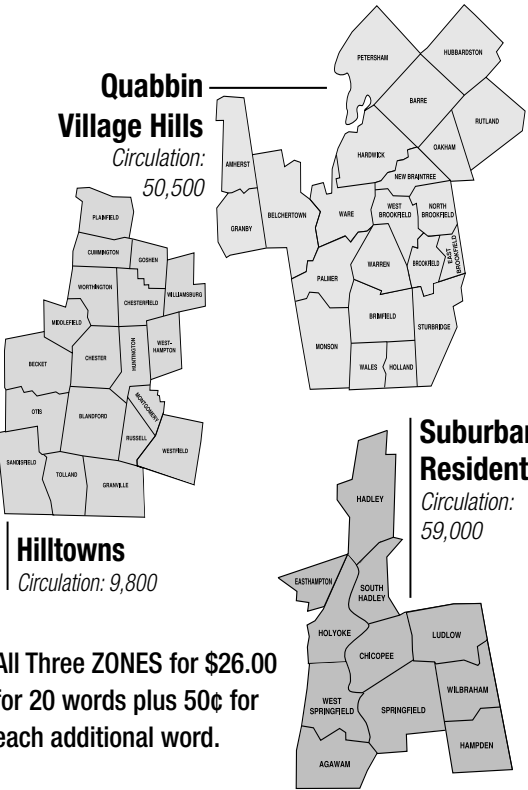 Quabbin
Village Hills
Circulation:
50,500
PETERSHAM
HUBBARDSTON
BARRE
RUTLAND
OAKHAM
HARDWICK
NEW BRAINTREE
AMHERST
GRANBY
BELCHERTOWN
WARE
WEST
BROOKFIELD
NORTH
BROOKFIELD
EAST
BROOKFIELD
BROOKFIELD
WARREN
PALMER
BRIMFIELD
STURBRIDGE
MONSON
WALES
HOLLAND
PLAINFIELD
CUMMINGTON
GOSHEN
WORTHINGTON
CHESTERFIELD
WILLIAMSBURG
MIDDLEFIELD
HUNTINGTON
WEST-
HAMPTON
BECKET
CHESTER
MONTGOMERY
OTIS
BLANDFORD
RUSSELL
WESTFIELD
SANDISFIELD
TOLLAND
GRANVILLE
Hilltowns
Circulation: 9,800
Suburban
Resident
Circulation:
59,000
HADLEY
EASTHAMPTON
SOUTH
HADLEY
HOLYOKE
LUDLOW
CHICOPEE
WEST
SPRINGFIELD
SPRINGFIELD
WILBRAHAM
HAMPDEN
AGAWAM
All Three ZONES for $26.00
for 20 words plus 50¢ for
each additional word.